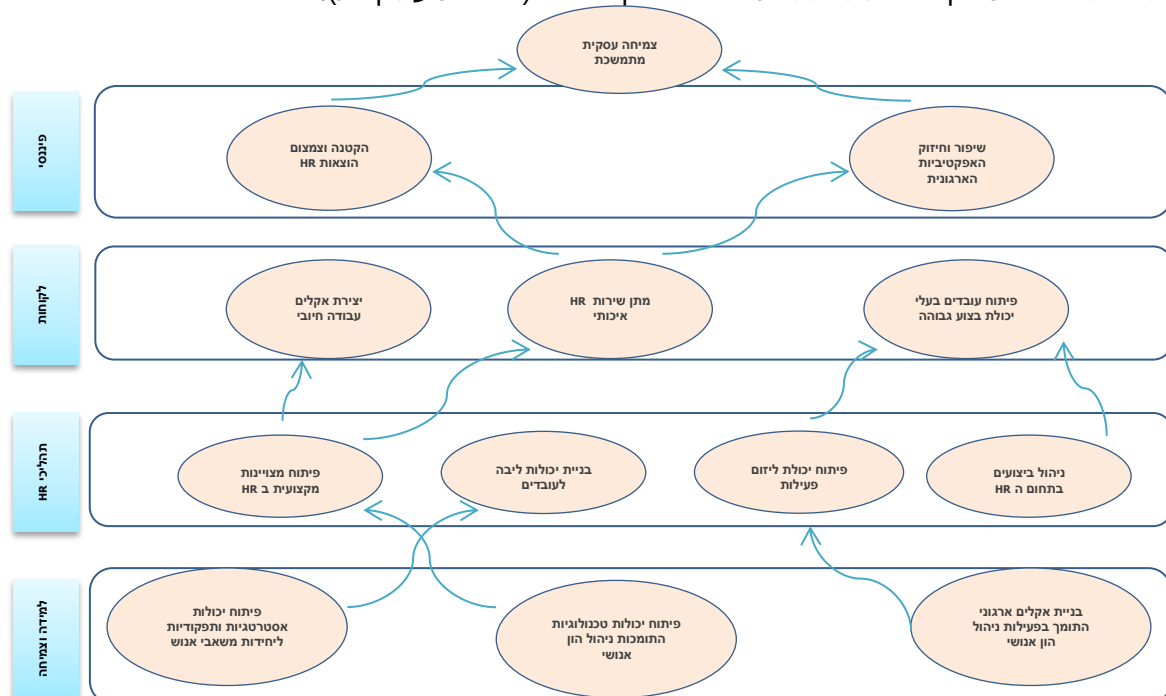 צמיחה עסקית
מתמשכת
פיננסי
שיפור וחיזוק
האפקטיביות
הארגונית
הקטנה וצמצום
הוצאות HR
לקוחות
פיתוח עובדים בעלי
יכולת בצוע גבוהה
מתן שירות HR
איכותי
יצירת אקלים
עבודה חיובי
תהליכי HR
ניהול ביצועים
בתחום ה HR
פיתוח יכולת ליזום
פעילות
בניית יכולות ליבה
לעובדים
פיתוח מצויינות
מקצועית ב HR
למידה וצמיחה
בניית אקלים ארגוני
התומך בפעילות ניהול
הון אנושי
פיתוח יכולות טכנולוגיות
התומכות ניהול הון
אנושי
פיתוח יכולות
אסטרטגיות ותפקודיות
ליחידות משאבי אנוש